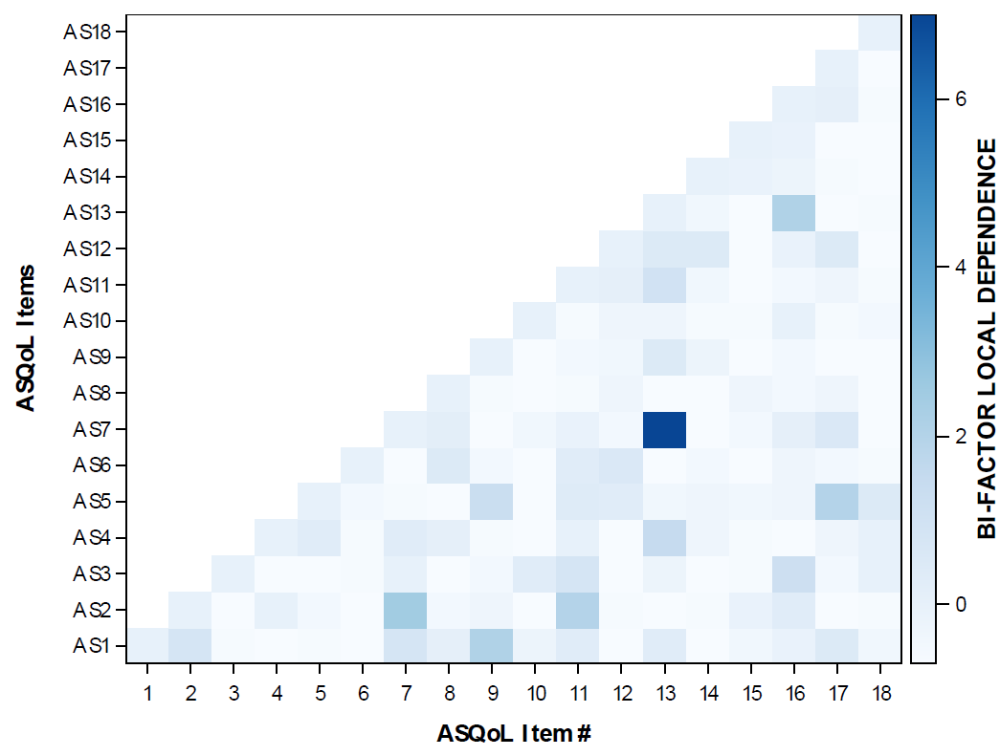 AS18
AS17
AS16
AS15
AS14
AS13
AS12
AS11
AS10
AS9
AS8
AS7
AS6
AS5
AS4
AS3
AS2
AS1
ASQoL Items
1 2 3 4 5 6 7 8 9 10 11 12 13 14 15 16 17 18
ASQoL Item #
6
4
2
0
BI-FACTOR LOCAL DEPENDENCE